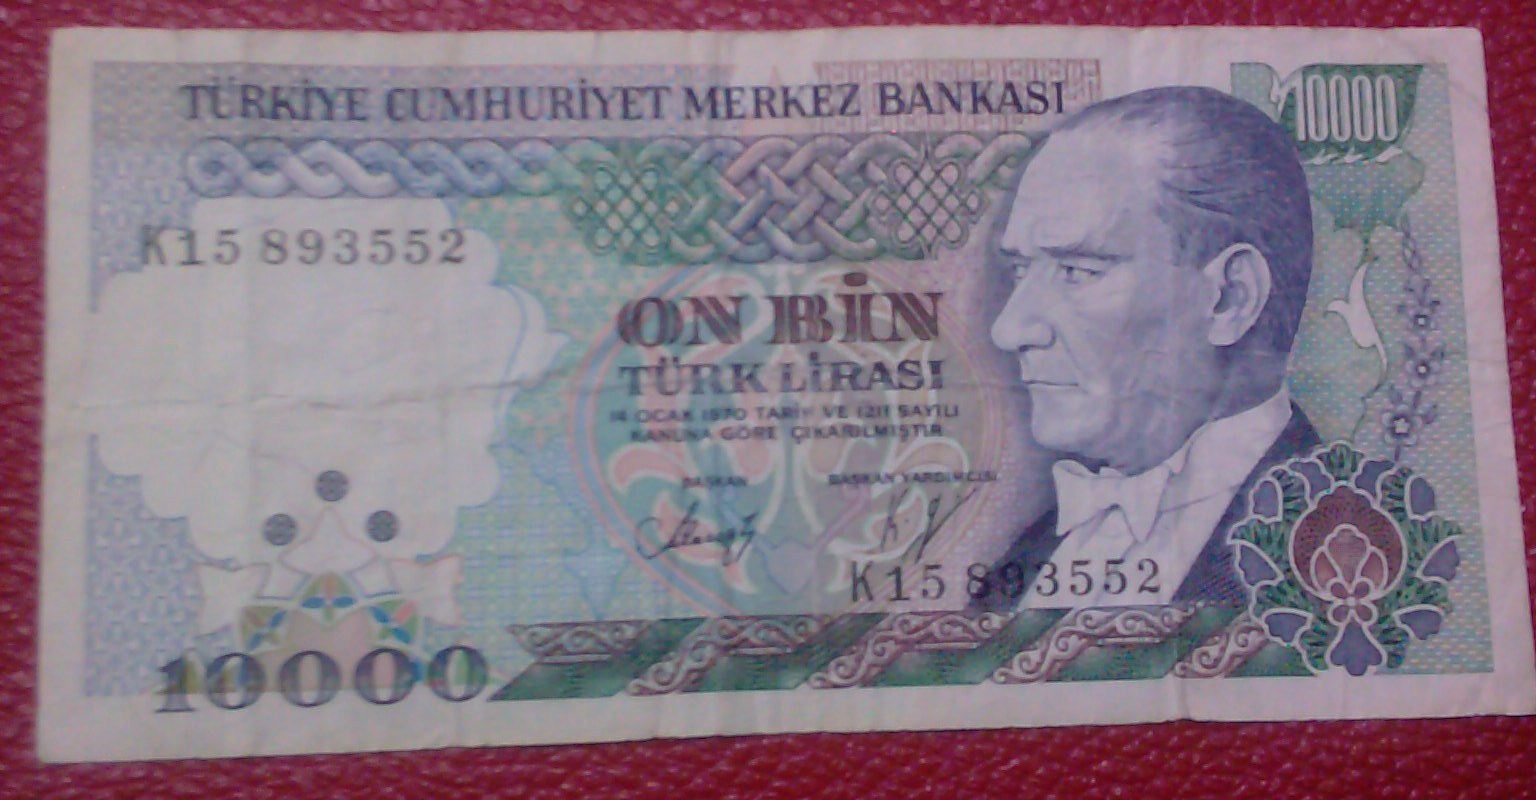 TÜRKİYE CUMHURİYET MERKEZ BANKASI
10000
K15 893552
ON BİN
TÜRK LİRASI
14 OCAK 1970 TARİH VE 1211 SAYILI
KANUNA GÖRE ÇIKARILMIŞTIR
BAŞKAN BAŞKAN YARDIMCISI
K15 893552
10000